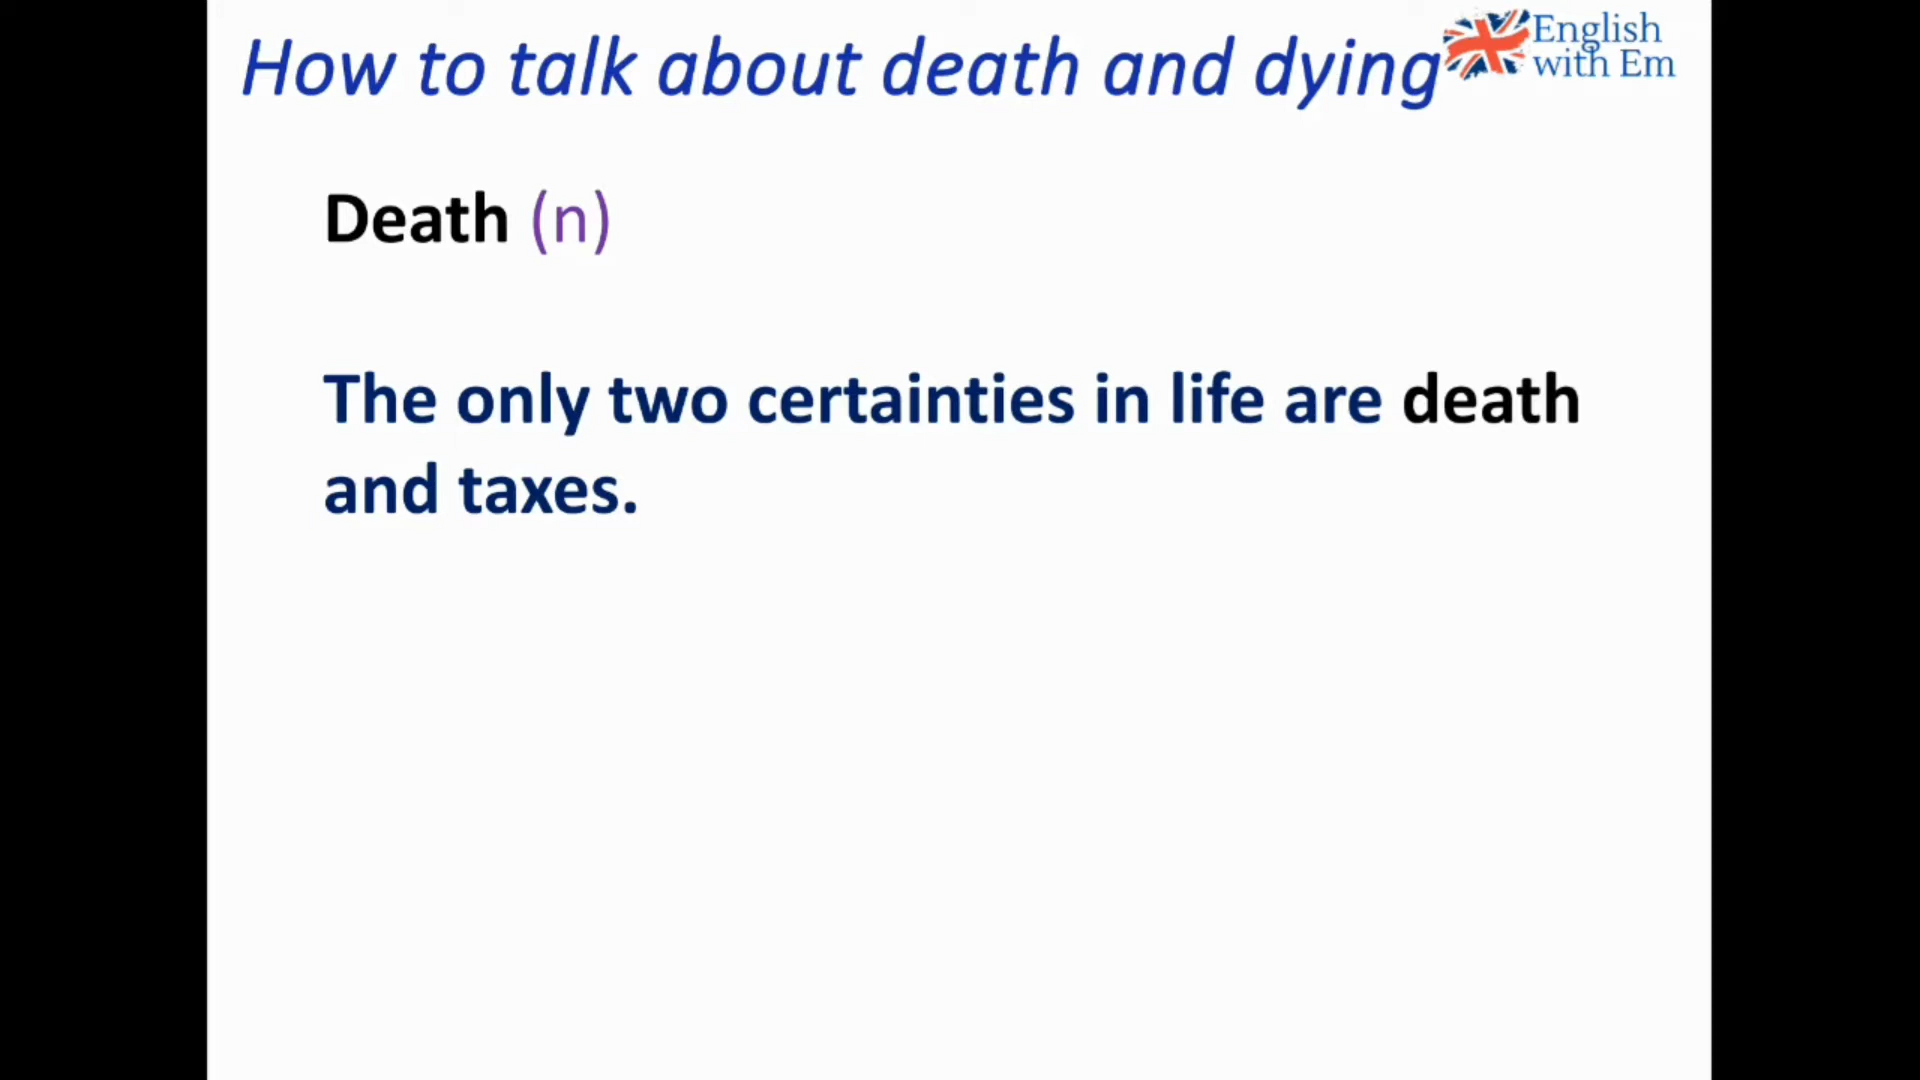 How to talk about death and dying
English
with Em
Death (n)
The only two certainties in life are death
and taxes.